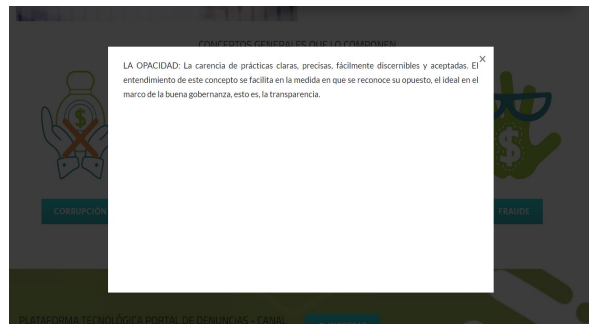 CONCEPTOS GENERALES QUE LO COMPONEN
LA OPACIDAD: La carencia de prácticas claras, precisas, fácilmente discernibles y aceptadas. El
X
entendimiento de este concepto se facilita en la medida en que se reconoce su opuesto, el ideal en el
marco de la buena gobernanza, esto es, la transparencia.
$
$
CORRUPCIÓN
FRAUDE
PLATAFORMA TECNOLÓGICA PORTAL DE DENUNCIAS - CANAL